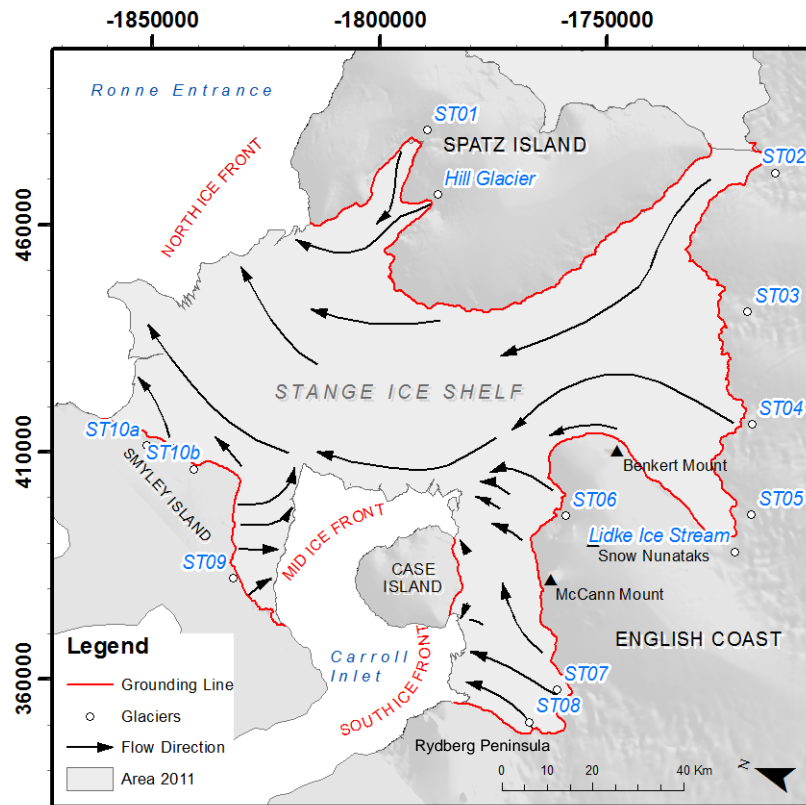 -1850000
-1800000
-1750000
Ronne Entrance
ST01
SPATZ ISLAND
ST02
Hill Glacier
NORTH ICE FRONT
460000
ST03
STANGE ICE SHELF
ST04
ST10a
ST10b
410000
Benkert Mount
SMYLEY ISLAND
ST06
ST05
MID ICE FRONT
Lidke Ice Stream
Snow Nunataks
ST09
CASE
ISLAND
McCann Mount
ENGLISH COAST
Legend
Carroll
Inlet
SOUTH ICE FRONT
360000
Grounding Line
ST07
Glaciers
ST08
Flow Direction
Rydberg Peninsula
Area 2011
0
10
20
40 Km
N